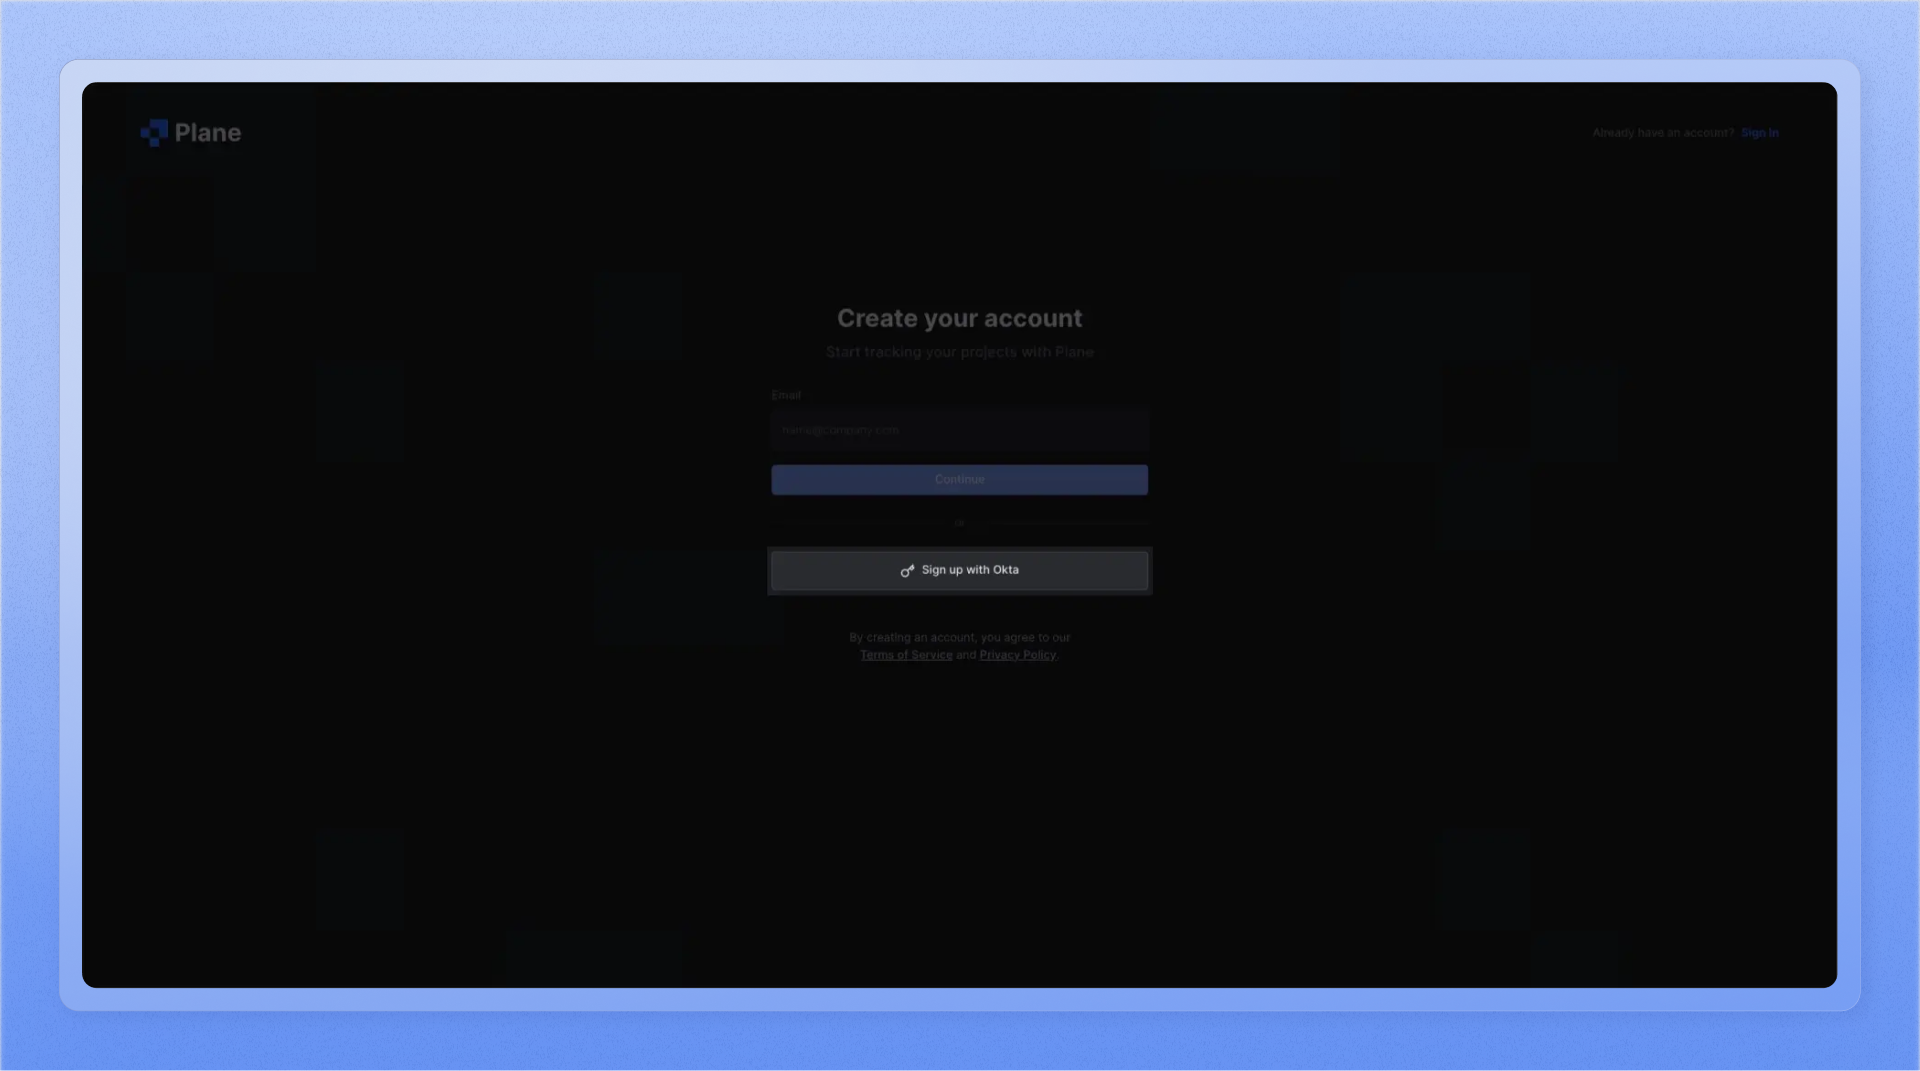 Plane
Already have an account? Sign In
Create your account
Start tracking your projects with Plane
Email
name@company.com
Continue
or
Sign up with Okta
By creating an account, you agree to our
Terms of Service and Privacy Policy.